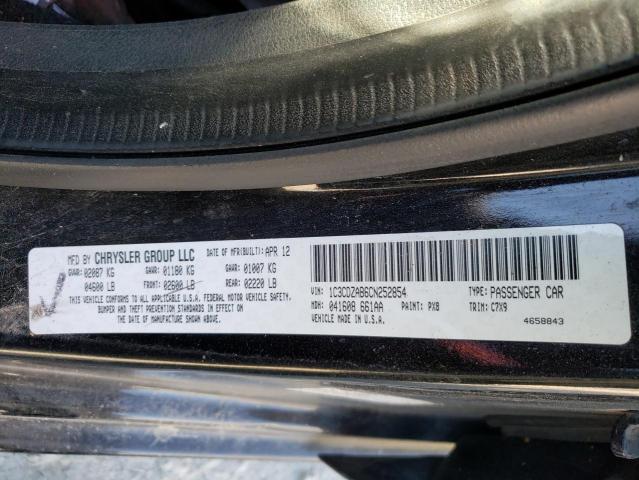 MFD BY CHRYSLER GROUP LLC DATE OF MFR(BUILT): APR 12
GVWR: 02087 KG GAWR: 01180 KG GAWR: 01007 KG
04600 LB FRONT: 02600 LB REAR: 02220 LB
THIS VEHICLE CONFORMS TO ALL APPLICABLE U.S.A. FEDERAL MOTOR VEHICLE SAFETY,
BUMPER AND THEFT PREVENTION STANDARDS IN EFFECT ON
THE DATE OF MANUFACTURE SHOWN ABOVE.
VIN: 1C3CDZAB6CN252854 TYPE: PASSENGER CAR
MDH: 041608 661AA PAINT: PX8 TRIM: C7X9
VEHICLE MADE IN U.S.A. 4658843